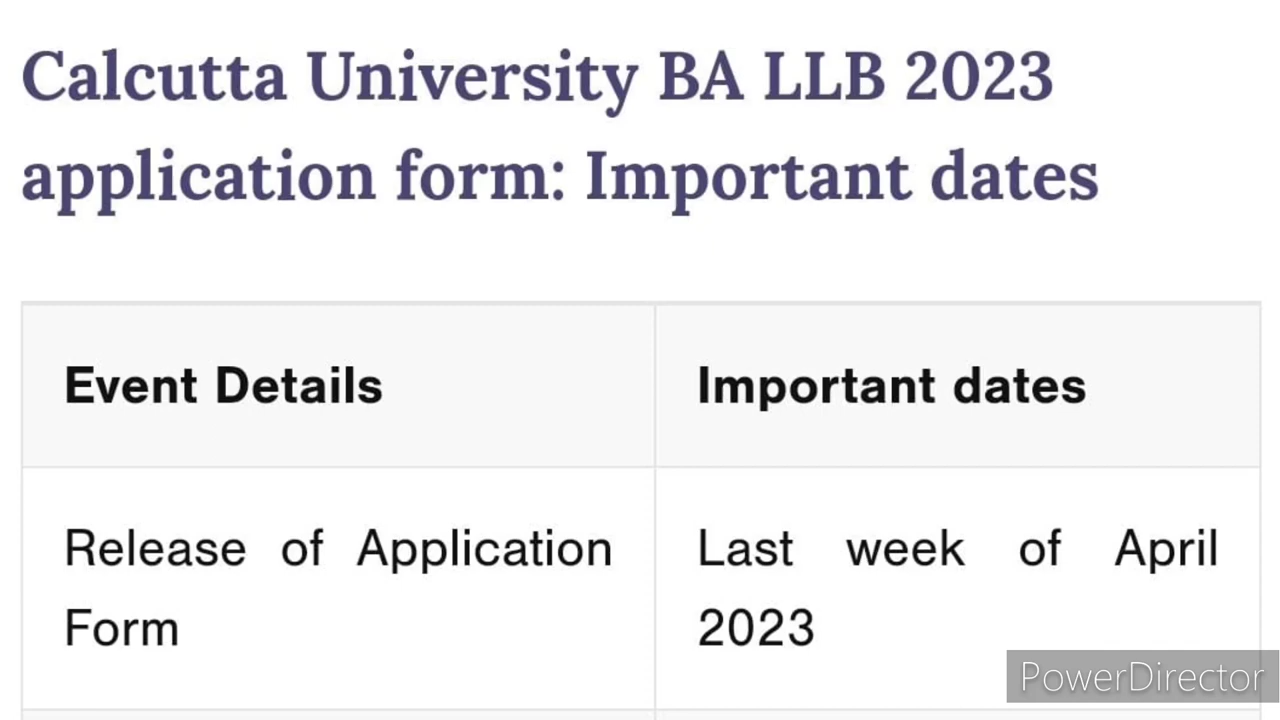 Calcutta University BA LLB 2023
application form: Important dates
Event Details
Important dates
Release of Application
Form
Last week of April
2023
PowerDirector